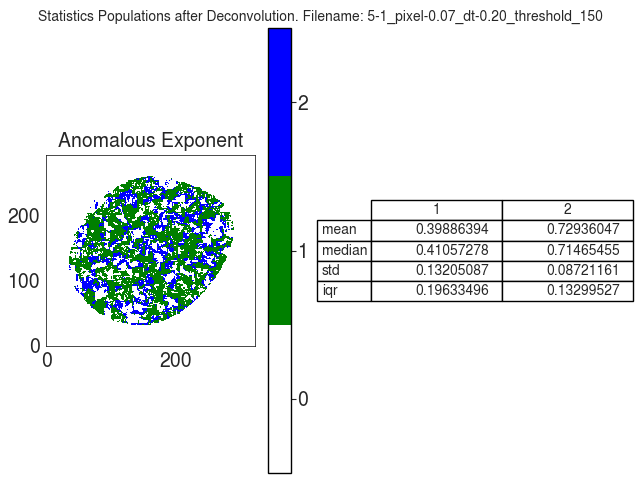 Statistics Populations after Deconvolution. Filename: 5-1_pixel-0.07_dt-0.20_threshold_150
Anomalous Exponent
200
100
0
0 200
2
1
0
1 2
mean 0.39886394 0.72936047
median 0.41057278 0.71465455
std 0.13205087 0.08721161
iqr 0.19633496 0.13299527